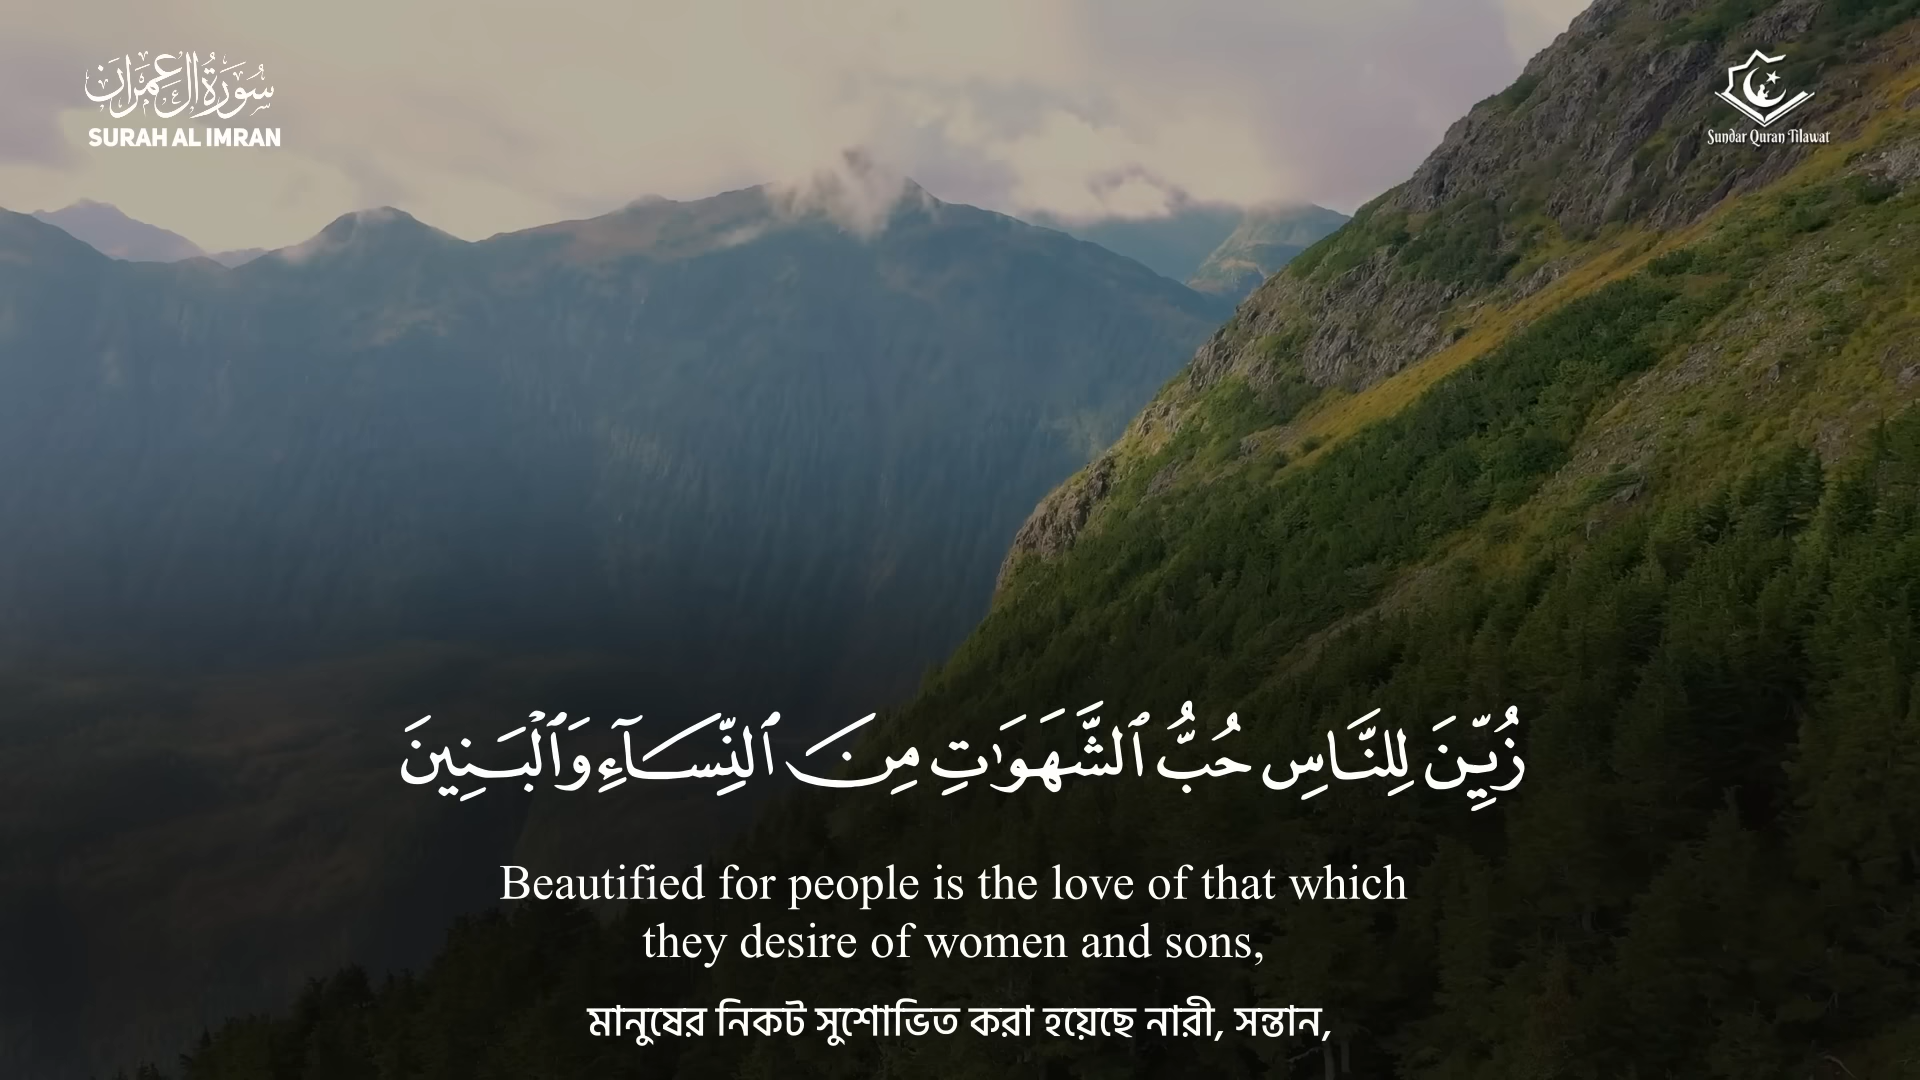 سُورَةُ اٰل عِمْرَان
SURAH AL IMRAN
Sundar Quran Tilawat
زُيِّنَ لِلنَّاسِ حُبُّ ٱلشَّهَوَٰتِ مِنَ ٱلنِّسَآءِ وَٱلْبَنِينَ
Beautified for people is the love of that which
they desire of women and sons,
মানুষের নিকট সুশোভিত করা হয়েছে নারী, সন্তান,